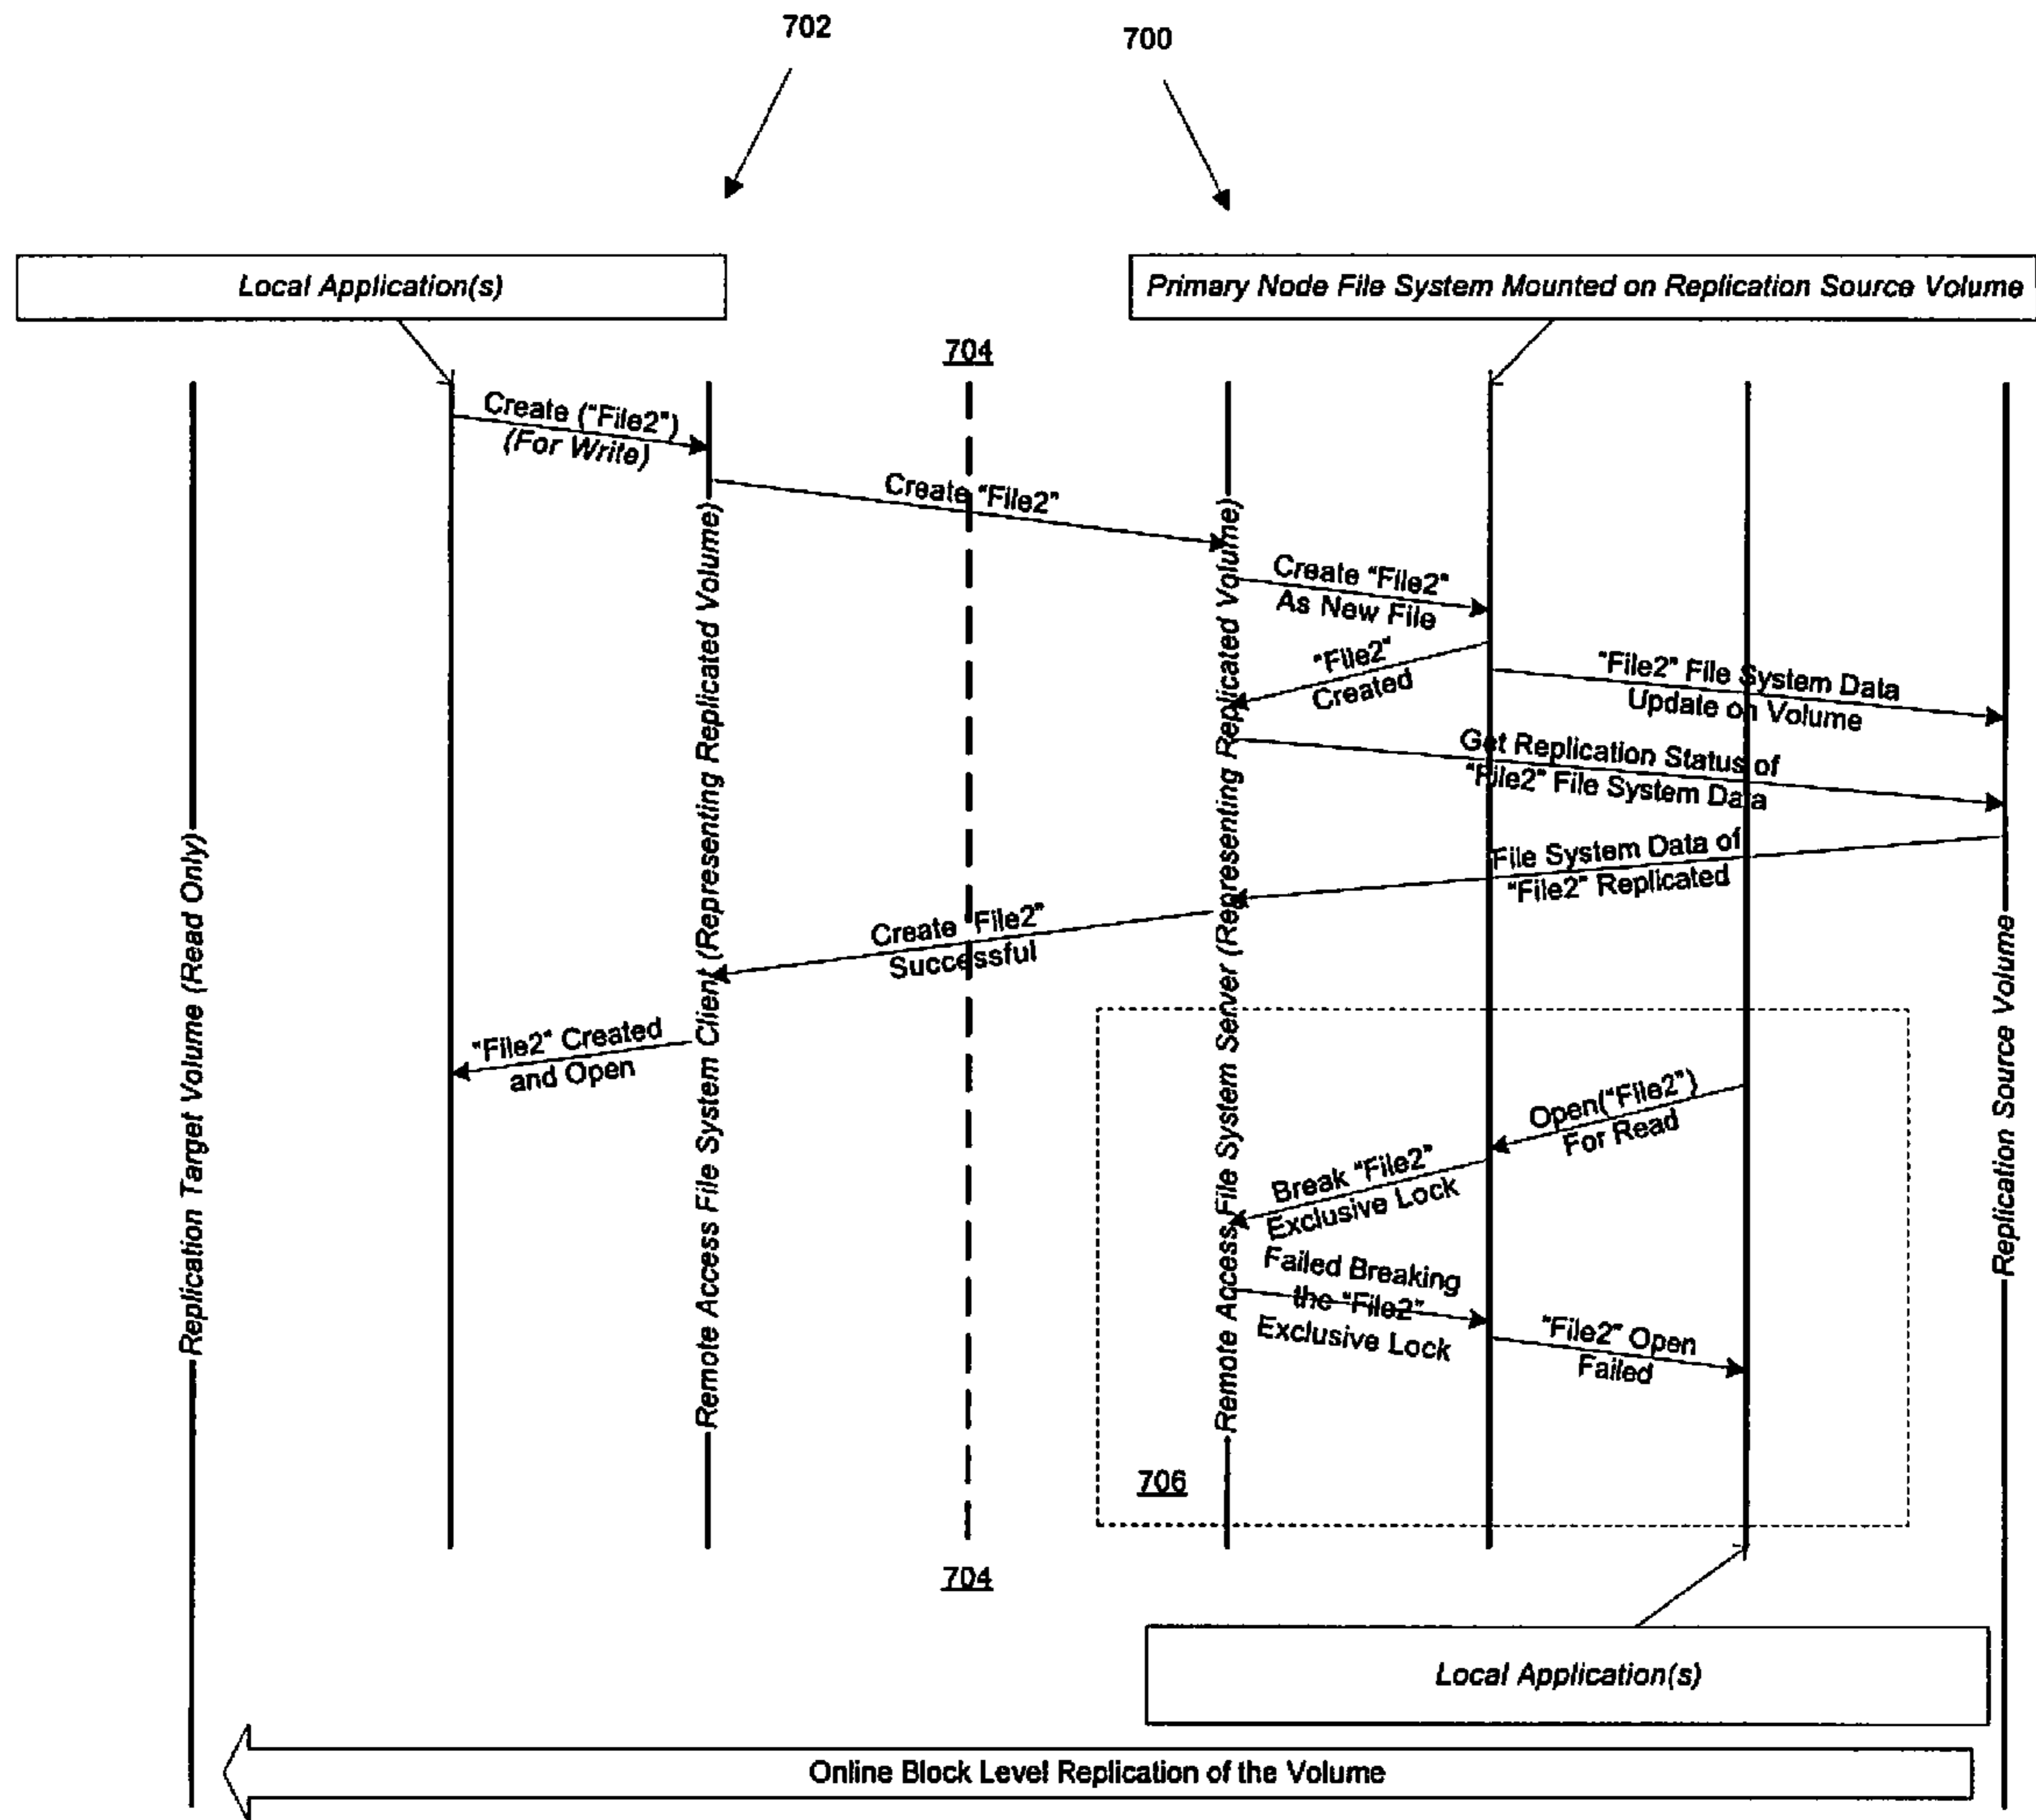 702
700
Local Application(s)
Primary Node File System Mounted on Replication Source Volume
704
Create ("File2")
(For Write)
Create "File2"
Create "File2"
As New File
"File2"
Created
"File2" File System Data
Update on Volume
Get Replication Status of
"File2" File System Data
File System Data of
"File2" Replicated
Create "File2"
Successful
"File2" Created
and Open
Open("File2")
For Read
Break "File2"
Exclusive Lock
Failed Breaking
the "File2"
Exclusive Lock
"File2" Open
Failed
Replication Target Volume (Read Only)
Remote Access File System Client (Representing Replicated Volume)
Remote Access File System Server (Representing Replicated Volume)
Replication Source Volume
706
704
Local Application(s)
Online Block Level Replication of the Volume